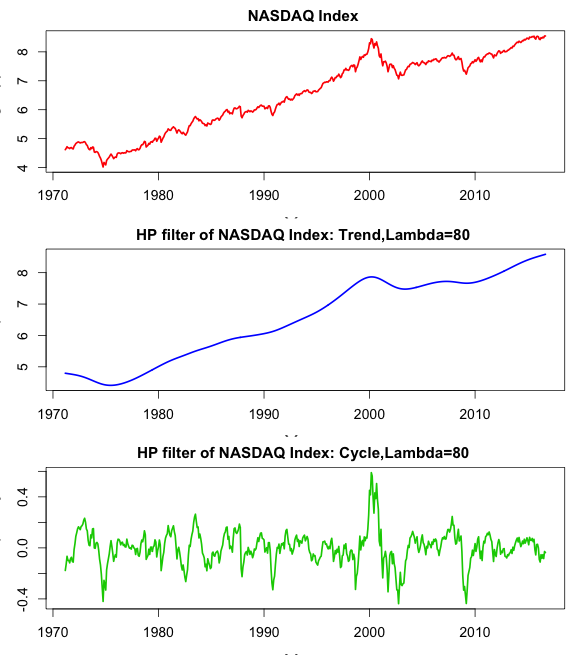 NASDAQ Index
8
7
6
5
4
1970 1980 1990 2000 2010
HP filter of NASDAQ Index: Trend,Lambda=80
8
7
6
5
1970 1980 1990 2000 2010
HP filter of NASDAQ Index: Cycle,Lambda=80
0.4
0.0
-0.4
1970 1980 1990 2000 2010